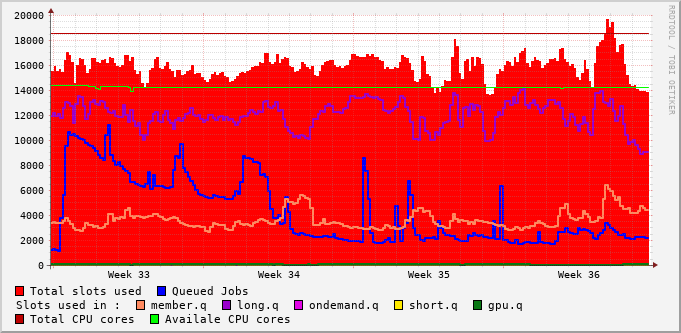 20000
18000
16000
14000
12000
10000
8000
6000
4000
2000
0
Week 33 Week 34 Week 35 Week 36
RRDTOOL / TOBI OETIKER
Total slots used Queued Jobs
Slots used in : member.q long.q ondemand.q short.q gpu.q
Total CPU cores Availale CPU cores